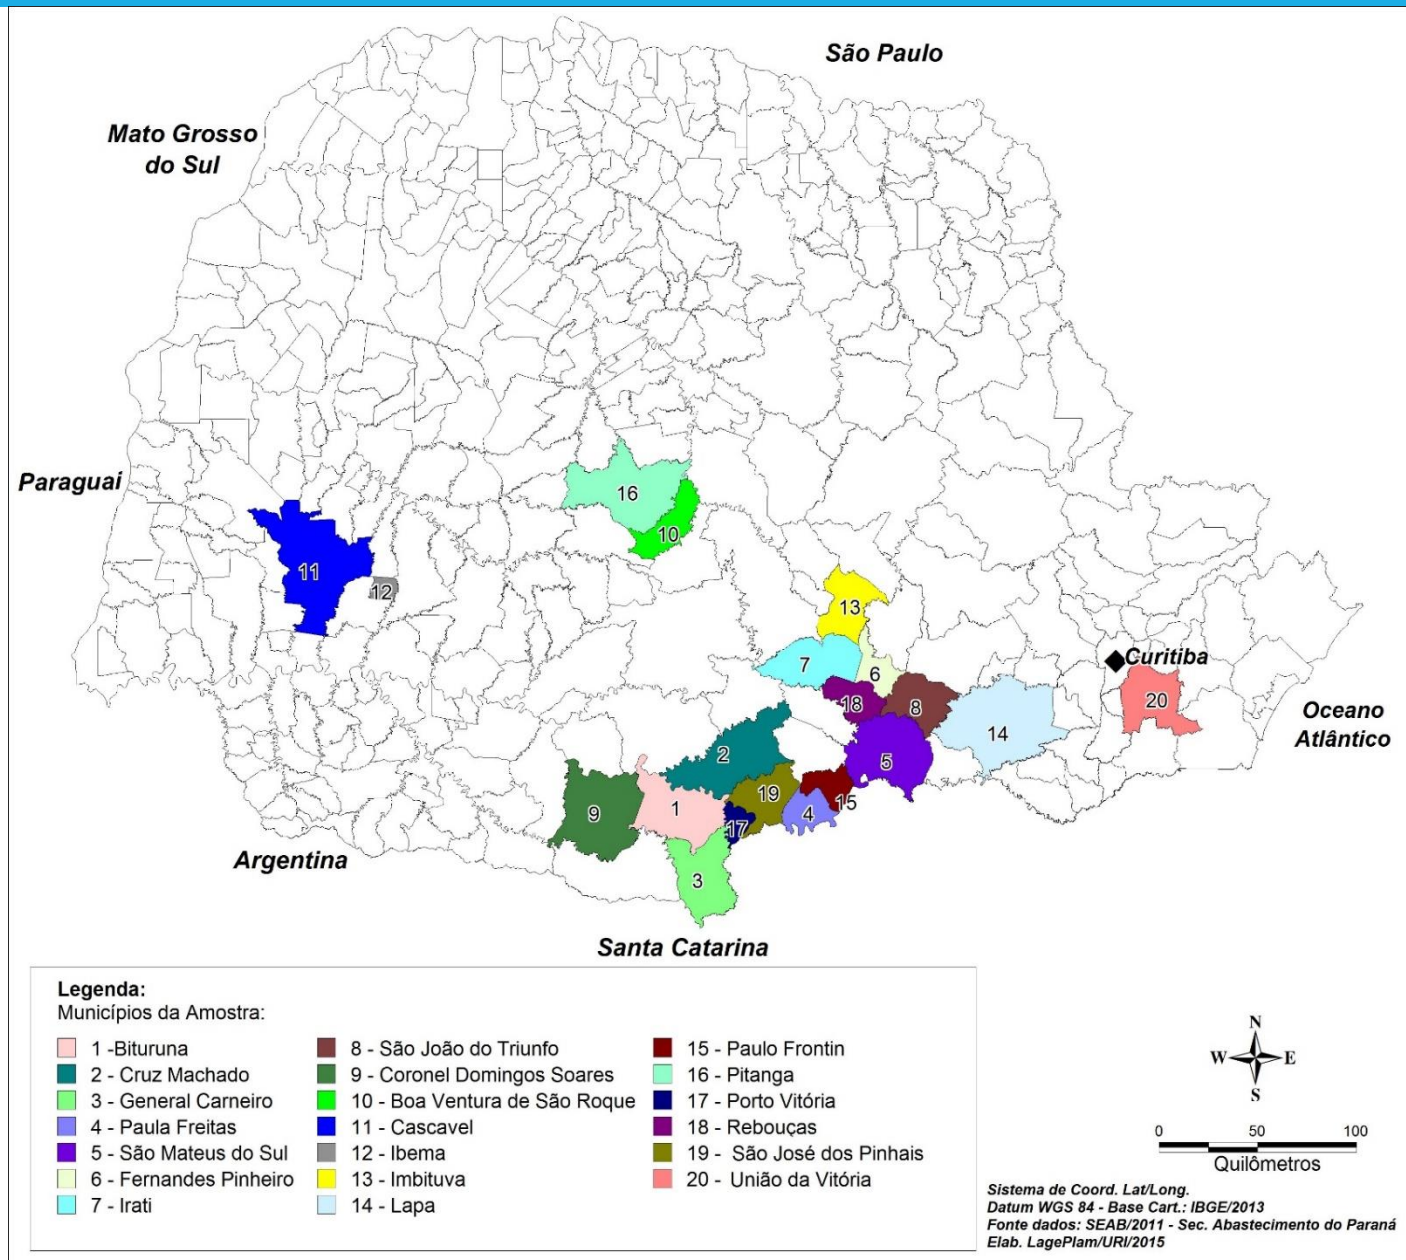 São Paulo
Mato Grosso
do Sul
Paraguai
16
10
11
12
13
7
6
Curitiba
18
8
20
Oceano
Atlântico
14
2
5
19
15
9
1
4
17
Argentina
3
Santa Catarina
Legenda:
Municípios da Amostra:
1 -Bituruna
2 - Cruz Machado
3 - General Carneiro
4 - Paula Freitas
5 - São Mateus do Sul
6 - Fernandes Pinheiro
7 - Irati
8 - São João do Triunfo
9 - Coronel Domingos Soares
10 - Boa Ventura de São Roque
11 - Cascavel
12 - Ibema
13 - Imbituva
14 - Lapa
15 - Paulo Frontin
16 - Pitanga
17 - Porto Vitória
18 - Rebouças
19 - São José dos Pinhais
20 - União da Vitória
N
W E
S
0 50 100
Quilômetros
Sistema de Coord. Lat/Long.
Datum WGS 84 - Base Cart.: IBGE/2013
Fonte dados: SEAB/2011 - Sec. Abastecimento do Paraná
Elab. LagePlam/URI/2015